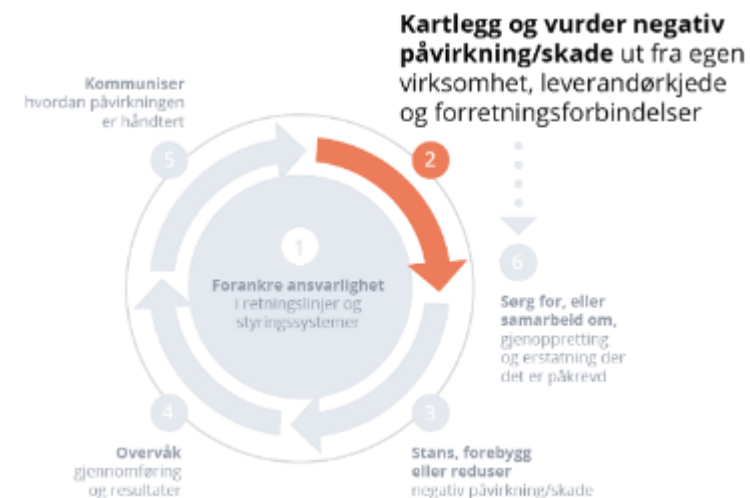 Kartlegg og vurder negativ
påvirkning/skade ut fra egen
virksomhet, leverandørkjede
og forretningsforbindelser
2
Kommuniser
hvordan påvirkningen
er håndtert
5
1
Forankre ansvarlighet
i retningslinjer og
styringssystemer
6
Sørg for, eller
samarbeid om,
gjenoppretting
og erstatning der
det er påkrevd
4
Overvåk
gjennomføring
og resultater
3
Stans, forebygg
eller reduser
negativ påvirkning/skade